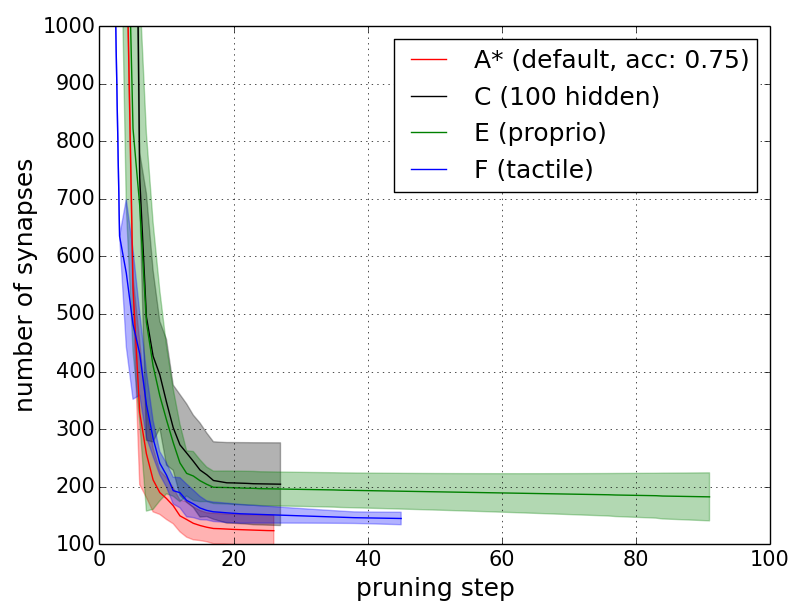 1000
900
800
700
600
500
400
300
200
100
0
20
40
60
80
100
number of synapses
pruning step
A* (default, acc: 0.75)
C (100 hidden)
E (proprio)
F (tactile)